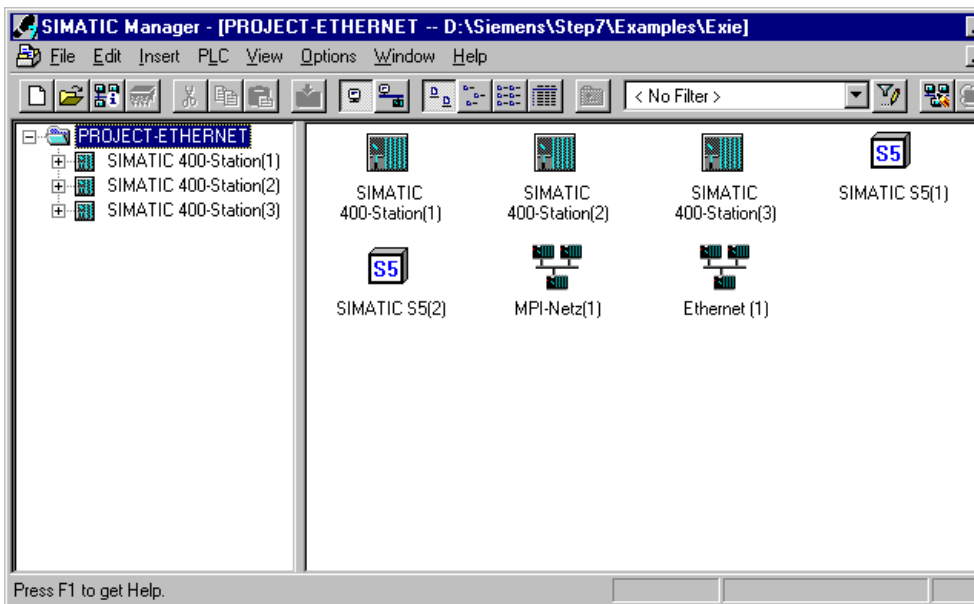 SIMATIC Manager - [PROJECT-ETHERNET -- D:\Siemens\Step7\Examples\Exie]
File Edit Insert PLC View Options Window Help
< No Filter >
PROJECT-ETHERNET
SIMATIC 400-Station(1)
SIMATIC 400-Station(2)
SIMATIC 400-Station(3)
SIMATIC
400-Station(1)
SIMATIC
400-Station(2)
SIMATIC
400-Station(3)
S5
SIMATIC S5(1)
S5
SIMATIC S5(2)
MPI-Netz(1)
Ethernet (1)
Press F1 to get Help.